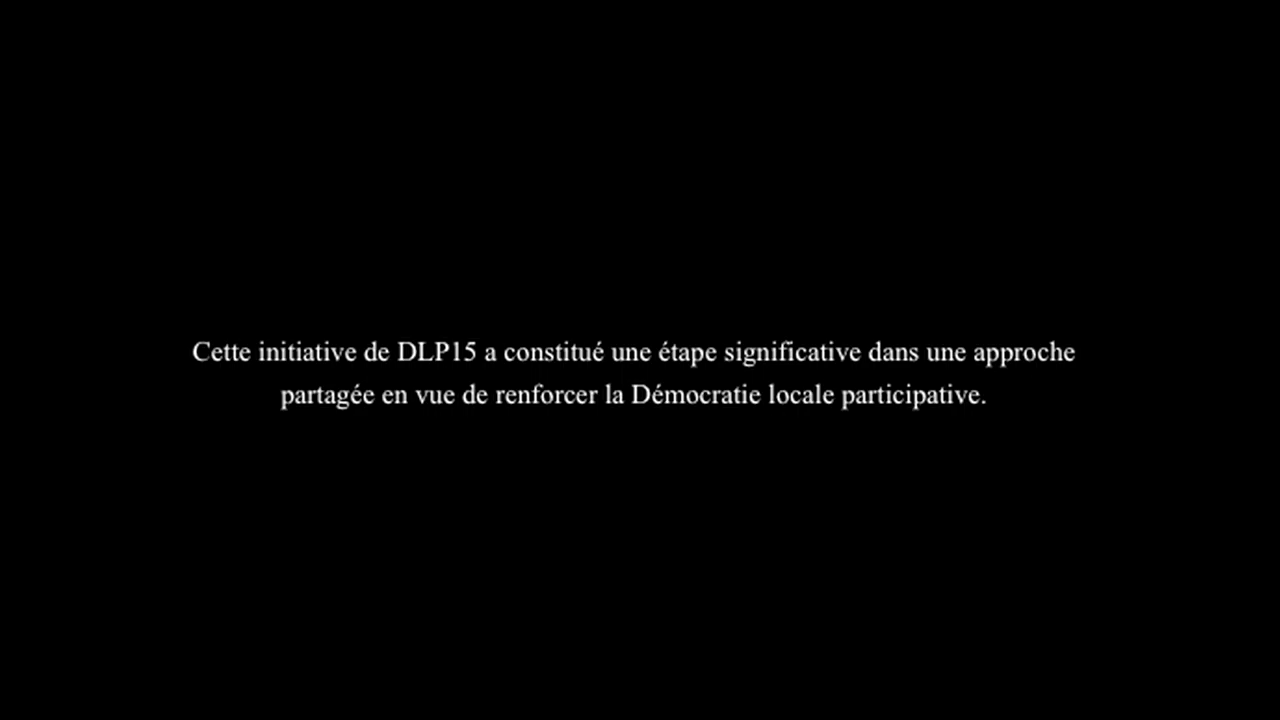 Cette initiative de DLP15 a constitué une étape significative dans une approche
partagée en vue de renforcer la Démocratie locale participative.